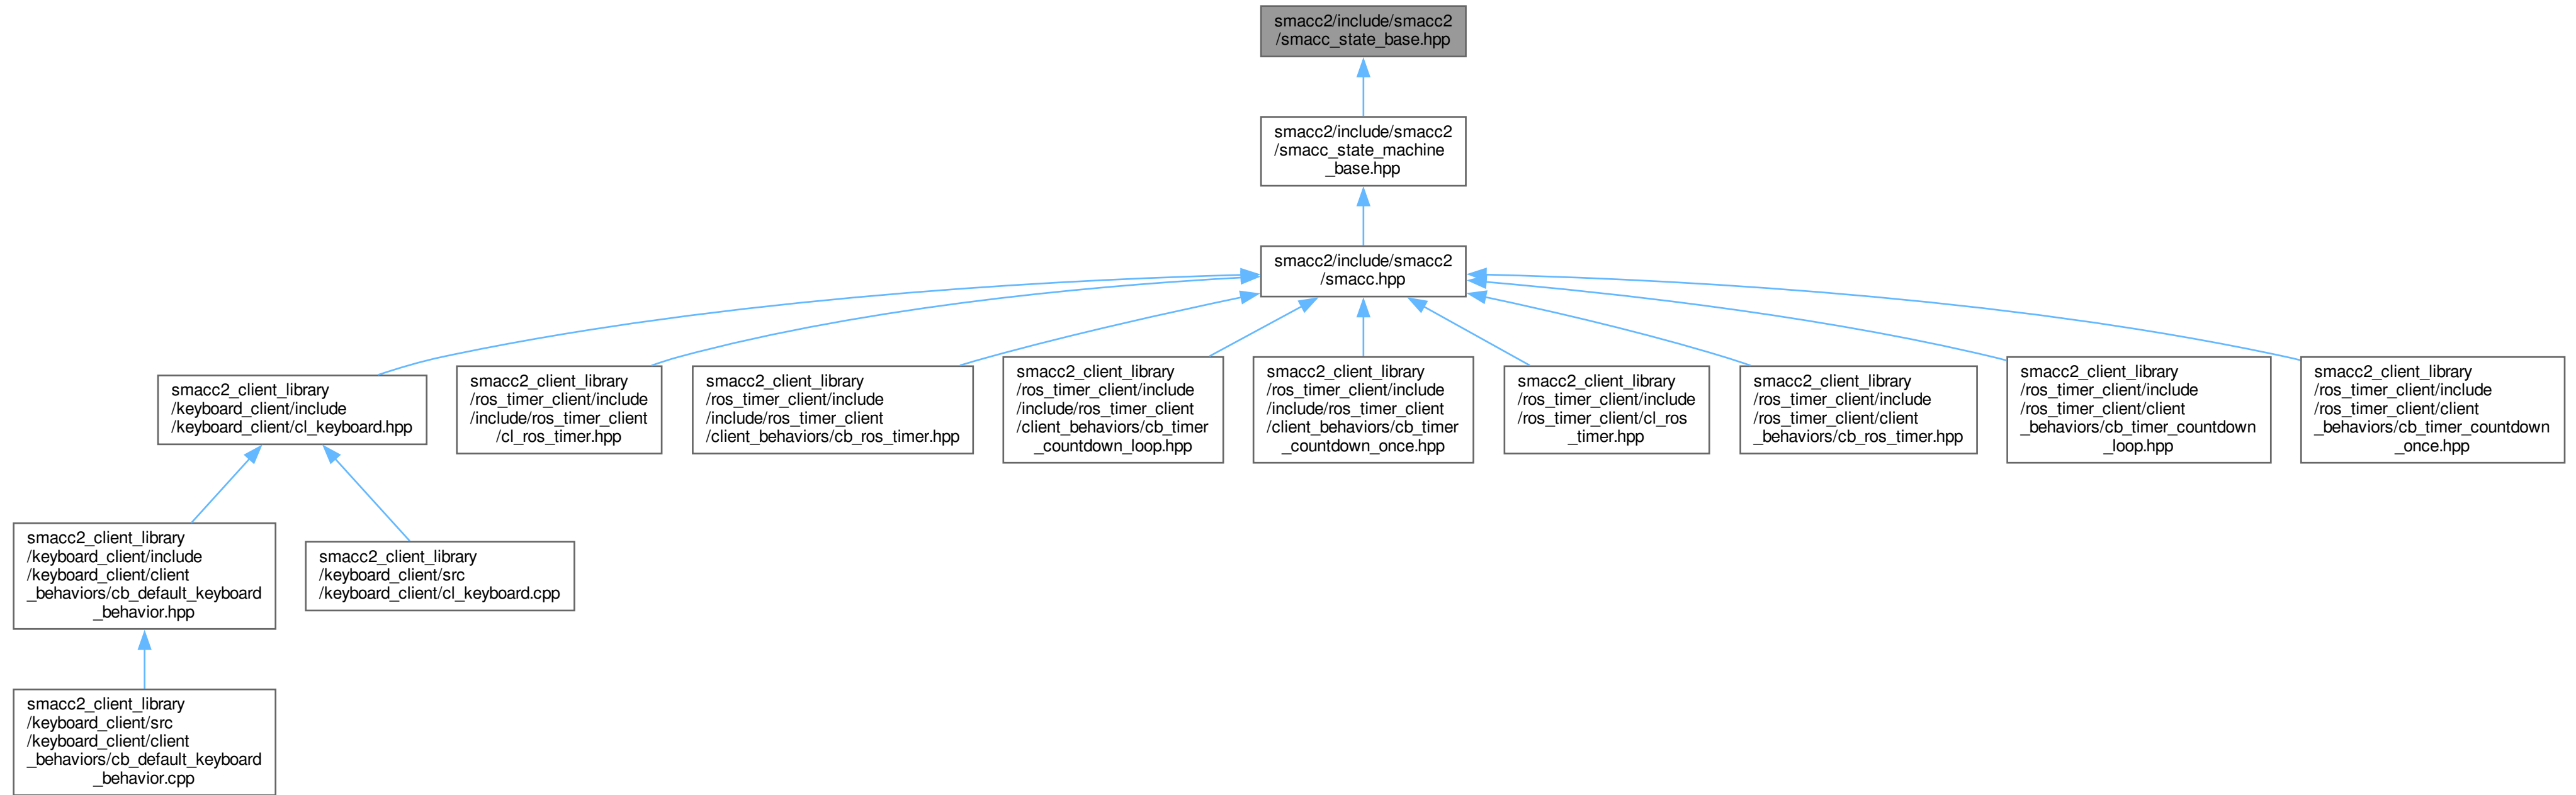 smacc2/include/smacc2
/smacc_state_base.hpp
smacc2/include/smacc2
/smacc_state_machine
_base.hpp
smacc2/include/smacc2
/smacc.hpp
smacc2_client_library
/keyboard_client/include
/keyboard_client/cl_keyboard.hpp
smacc2_client_library
/ros_timer_client/include
/include/ros_timer_client
/cl_ros_timer.hpp
smacc2_client_library
/ros_timer_client/include
/include/ros_timer_client
/client_behaviors/cb_ros_timer.hpp
smacc2_client_library
/ros_timer_client/include
/include/ros_timer_client
/client_behaviors/cb_timer
_countdown_loop.hpp
smacc2_client_library
/ros_timer_client/include
/include/ros_timer_client
/client_behaviors/cb_timer
_countdown_once.hpp
smacc2_client_library
/ros_timer_client/include
/ros_timer_client/cl_ros
_timer.hpp
smacc2_client_library
/ros_timer_client/include
/ros_timer_client/client
_behaviors/cb_ros_timer.hpp
smacc2_client_library
/ros_timer_client/include
/ros_timer_client/client
_behaviors/cb_timer_countdown
_loop.hpp
smacc2_client_library
/ros_timer_client/include
/ros_timer_client/client
_behaviors/cb_timer_countdown
_once.hpp
smacc2_client_library
/keyboard_client/include
/keyboard_client/client
_behaviors/cb_default_keyboard
_behavior.hpp
smacc2_client_library
/keyboard_client/src
/keyboard_client/cl_keyboard.cpp
smacc2_client_library
/keyboard_client/src
/keyboard_client/client
_behaviors/cb_default_keyboard
_behavior.cpp